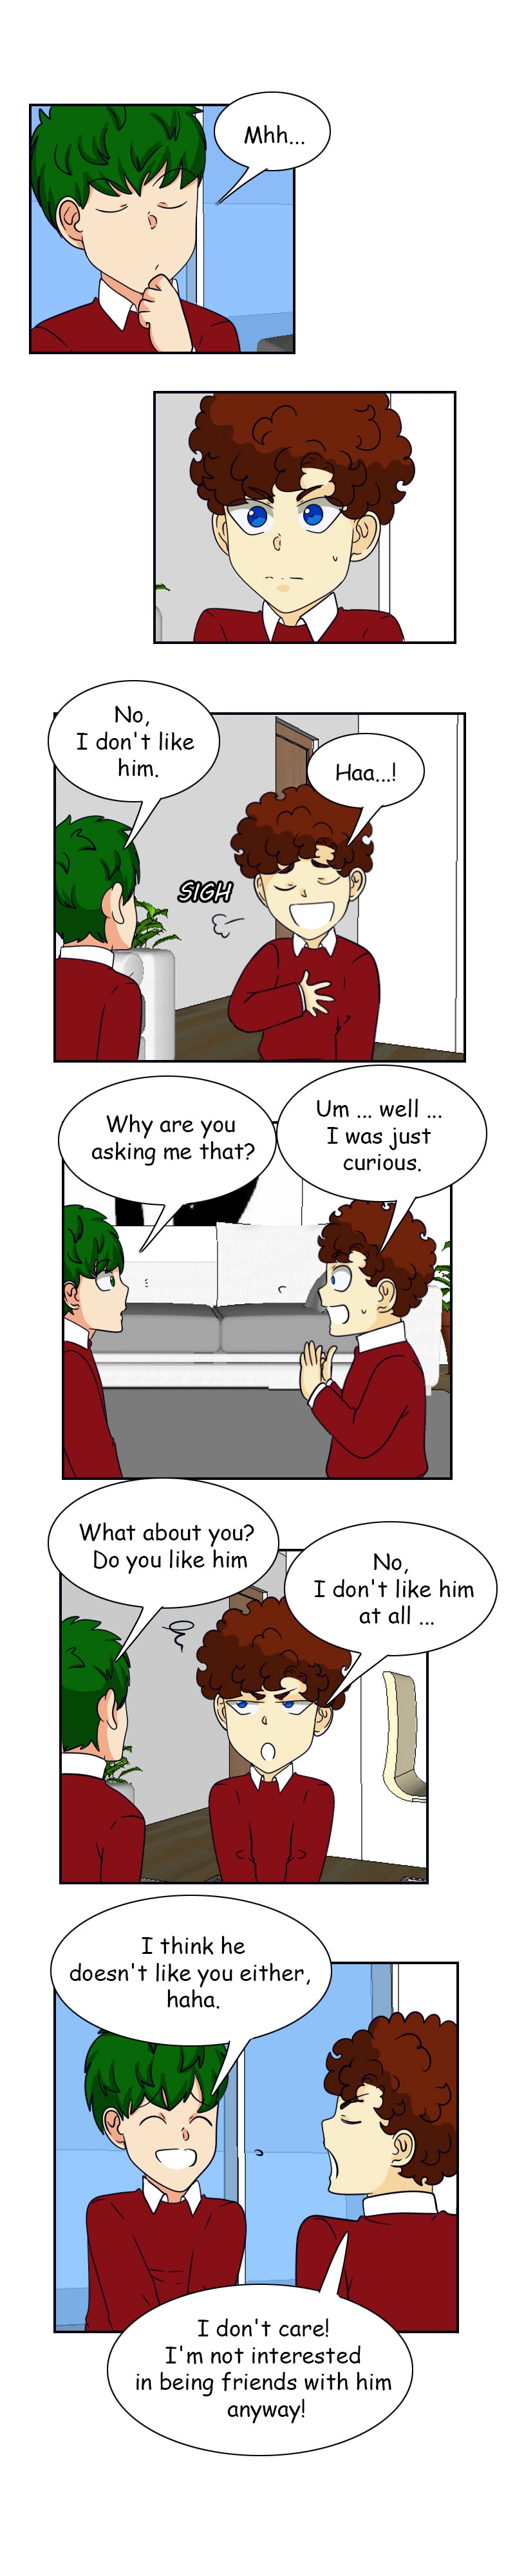 Mhh...
No,
I don't like
him.
Haa...!
SIGH
Why are you
asking me that?
Um ... well ...
I was just
curious.
What about you?
Do you like him
No,
I don't like him
at all ...
I think he
doesn't like you either,
haha.
I don't care!
I'm not interested
in being friends with him
anyway!